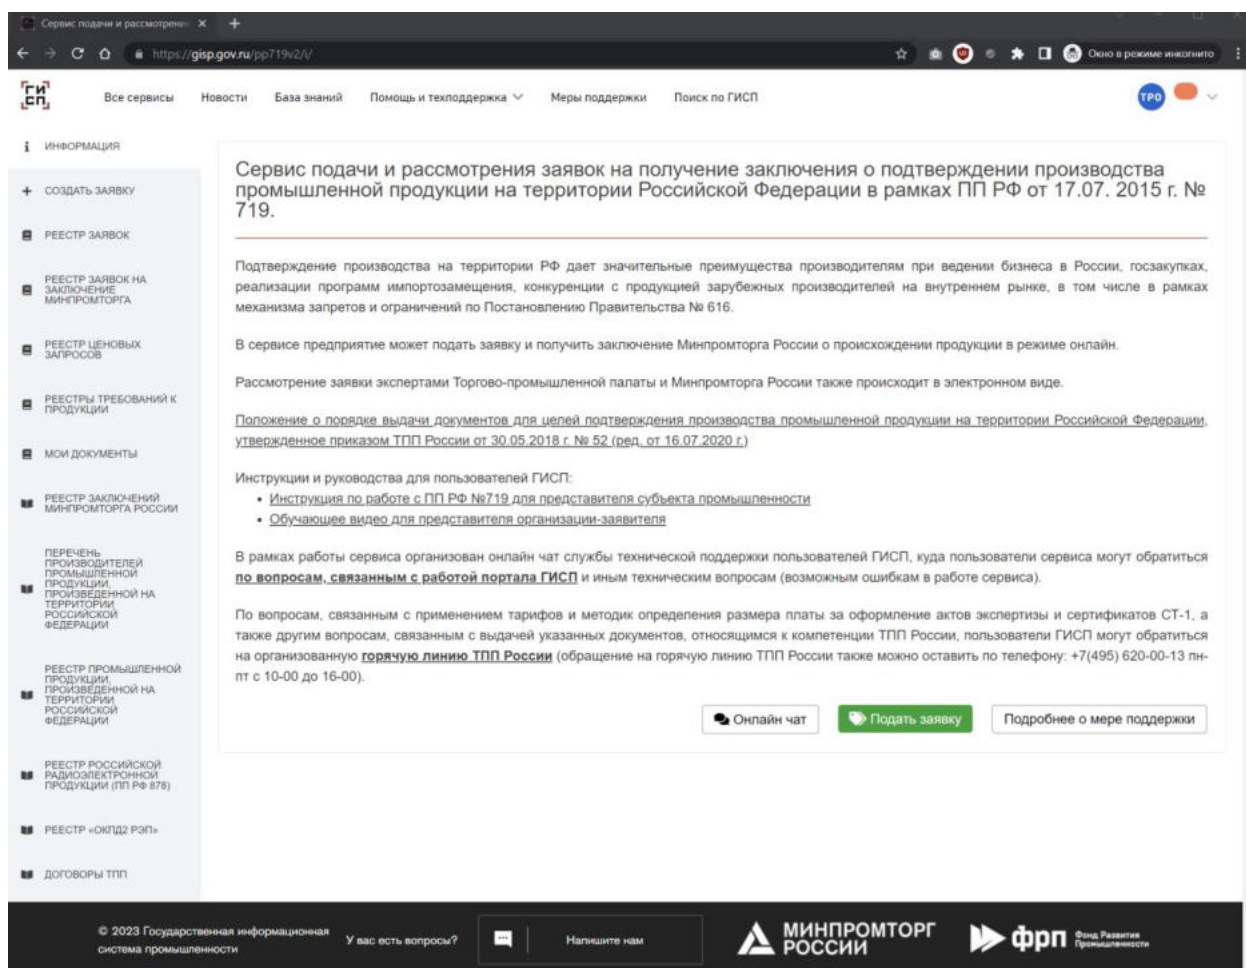 Сервис подачи и рассмотрени
https://gisp.gov.ru/pp719v2/i/
Окно в режиме инкогнито
ГИСП
Все сервисы
Новости
База знаний
Помощь и техподдержка
Меры поддержки
Поиск по ГИСП
ТРО
ИНФОРМАЦИЯ
СОЗДАТЬ ЗАЯВКУ
РЕЕСТР ЗАЯВОК
РЕЕСТР ЗАЯВОК НА
ЗАКЛЮЧЕНИЕ
МИНПРОМТОРГА
РЕЕСТР ЦЕНОВЫХ
ЗАПРОСОВ
РЕЕСТРЫ ТРЕБОВАНИЙ К
ПРОДУКЦИИ
МОИ ДОКУМЕНТЫ
РЕЕСТР ЗАКЛЮЧЕНИЙ
МИНПРОМТОРГА РОССИИ
ПЕРЕЧЕНЬ
ПРОИЗВОДИТЕЛЕЙ
ПРОМЫШЛЕННОЙ
ПРОДУКЦИИ,
ПРОИЗВЕДЕННОЙ НА
ТЕРРИТОРИИ
РОССИЙСКОЙ
ФЕДЕРАЦИИ
РЕЕСТР ПРОМЫШЛЕННОЙ
ПРОДУКЦИИ,
ПРОИЗВЕДЕННОЙ НА
ТЕРРИТОРИИ
РОССИЙСКОЙ
ФЕДЕРАЦИИ
РЕЕСТР РОССИЙСКОЙ
РАДИОЭЛЕКТРОННОЙ
ПРОДУКЦИИ (ПП РФ 878)
РЕЕСТР «ОКПД2 РЭП»
ДОГОВОРЫ ТПП
Сервис подачи и рассмотрения заявок на получение заключения о подтверждении производства
промышленной продукции на территории Российской Федерации в рамках ПП РФ от 17.07. 2015 г. №
719.
Подтверждение производства на территории РФ дает значительные преимущества производителям при ведении бизнеса в России, госзакупках,
реализации программ импортозамещения, конкуренции с продукцией зарубежных производителей на внутреннем рынке, в том числе в рамках
механизма запретов и ограничений по Постановлению Правительства № 616.
В сервисе предприятие может подать заявку и получить заключение Минпромторга России о происхождении продукции в режиме онлайн.
Рассмотрение заявки экспертами Торгово-промышленной палаты и Минпромторга России также происходит в электронном виде.
Положение о порядке выдачи документов для целей подтверждения производства промышленной продукции на территории Российской Федерации,
утвержденное приказом ТПП России от 30.05.2018 г. № 52 (ред. от 16.07.2020 г.)
Инструкции и руководства для пользователей ГИСП:
• Инструкция по работе с ПП РФ №719 для представителя субъекта промышленности
• Обучающее видео для представителя организации-заявителя
В рамках работы сервиса организован онлайн чат службы технической поддержки пользователей ГИСП, куда пользователи сервиса могут обратиться
по вопросам, связанным с работой портала ГИСП и иным техническим вопросам (возможным ошибкам в работе сервиса).
По вопросам, связанным с применением тарифов и методик определения размера платы за оформление актов экспертизы и сертификатов СТ-1, а
также другим вопросам, связанным с выдачей указанных документов, относящимся к компетенции ТПП России, пользователи ГИСП могут обратиться
на организованную горячую линию ТПП России (обращение на горячую линию ТПП России также можно оставить по телефону: +7(495) 620-00-13 пн-
пт с 10-00 до 16-00).
Онлайн чат
Подать заявку
Подробнее о мере поддержки
© 2023 Государственная информационная
система промышленности
У вас есть вопросы?
Напишите нам
МИНПРОМТОРГ
РОССИИ
фрп
Фонд Развития
Промышленности